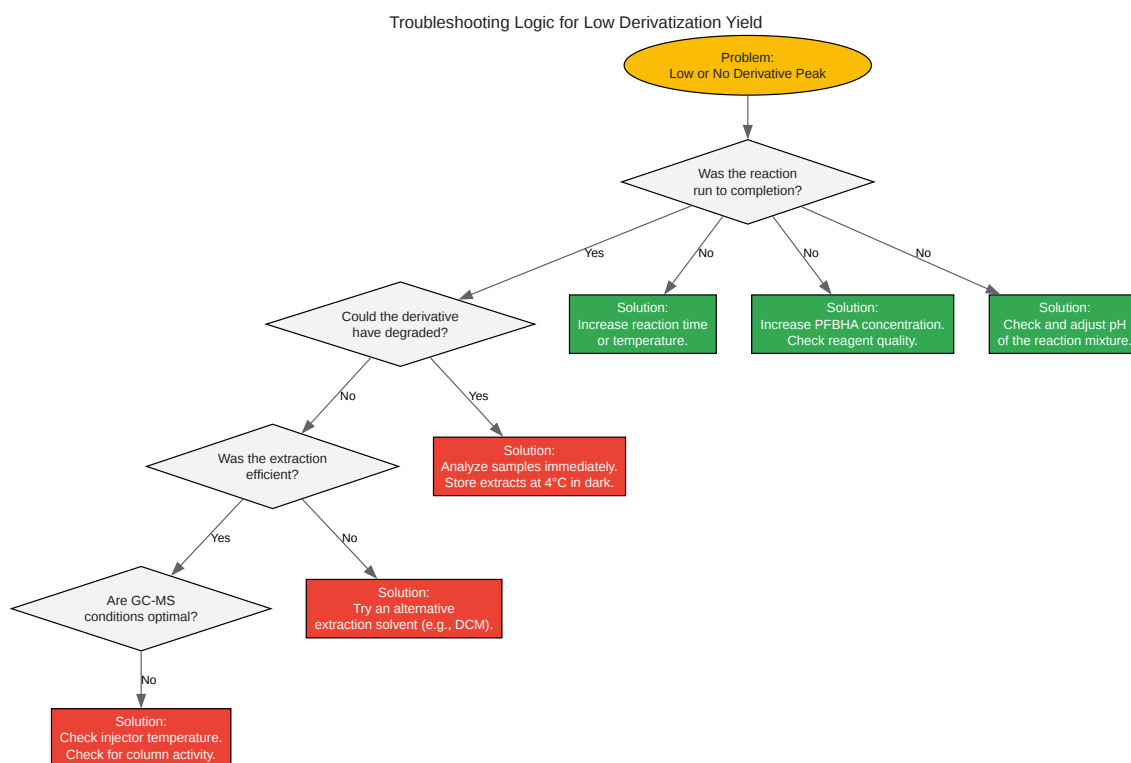 Troubleshooting Logic for Low Derivatization Yield
Problem:
Low or No Derivative Peak
Was the reaction
run to completion?
Yes
No
No
No
Could the derivative
have degraded?
Solution:
Increase reaction time
or temperature.
Solution:
Increase PFBHA concentration.
Check reagent quality.
Solution:
Check and adjust pH
of the reaction mixture.
No
Yes
Was the extraction
efficient?
Solution:
Analyze samples immediately.
Store extracts at 4°C in dark.
Yes
No
Are GC-MS
conditions optimal?
Solution:
Try an alternative
extraction solvent (e.g., DCM).
No
Solution:
Check injector temperature.
Check for column activity.